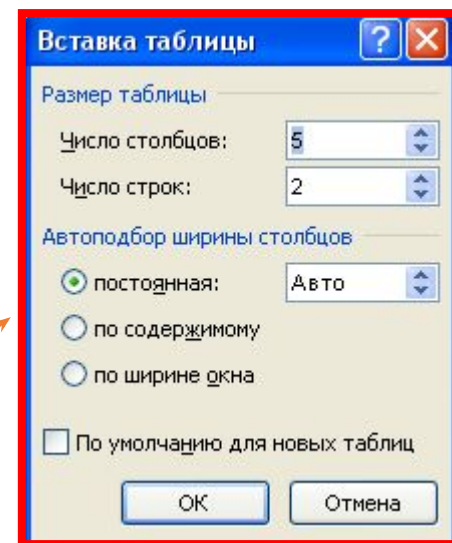 Вставка таблицы ?
Размер таблицы
Число столбцов: 5
Число строк: 2
Автоподбор ширины столбцов
постоянная: Авто
по содержимому
по ширине окна
По умолчанию для новых таблиц
ОК Отмена